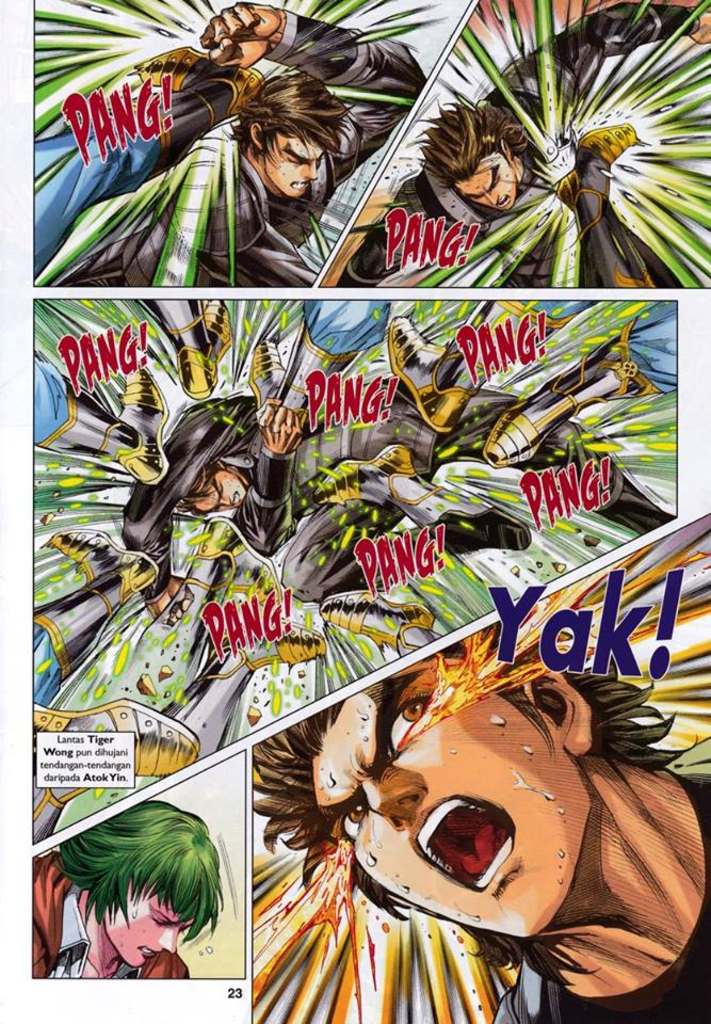 PANG!
PANG!
PANG!
PANG!
PANG!
PANG!
PANG!
PANG!
Yak!
Lantas Tiger
Wong pun dihujani
tendangan-tendangan
daripada Atok Yin.
23